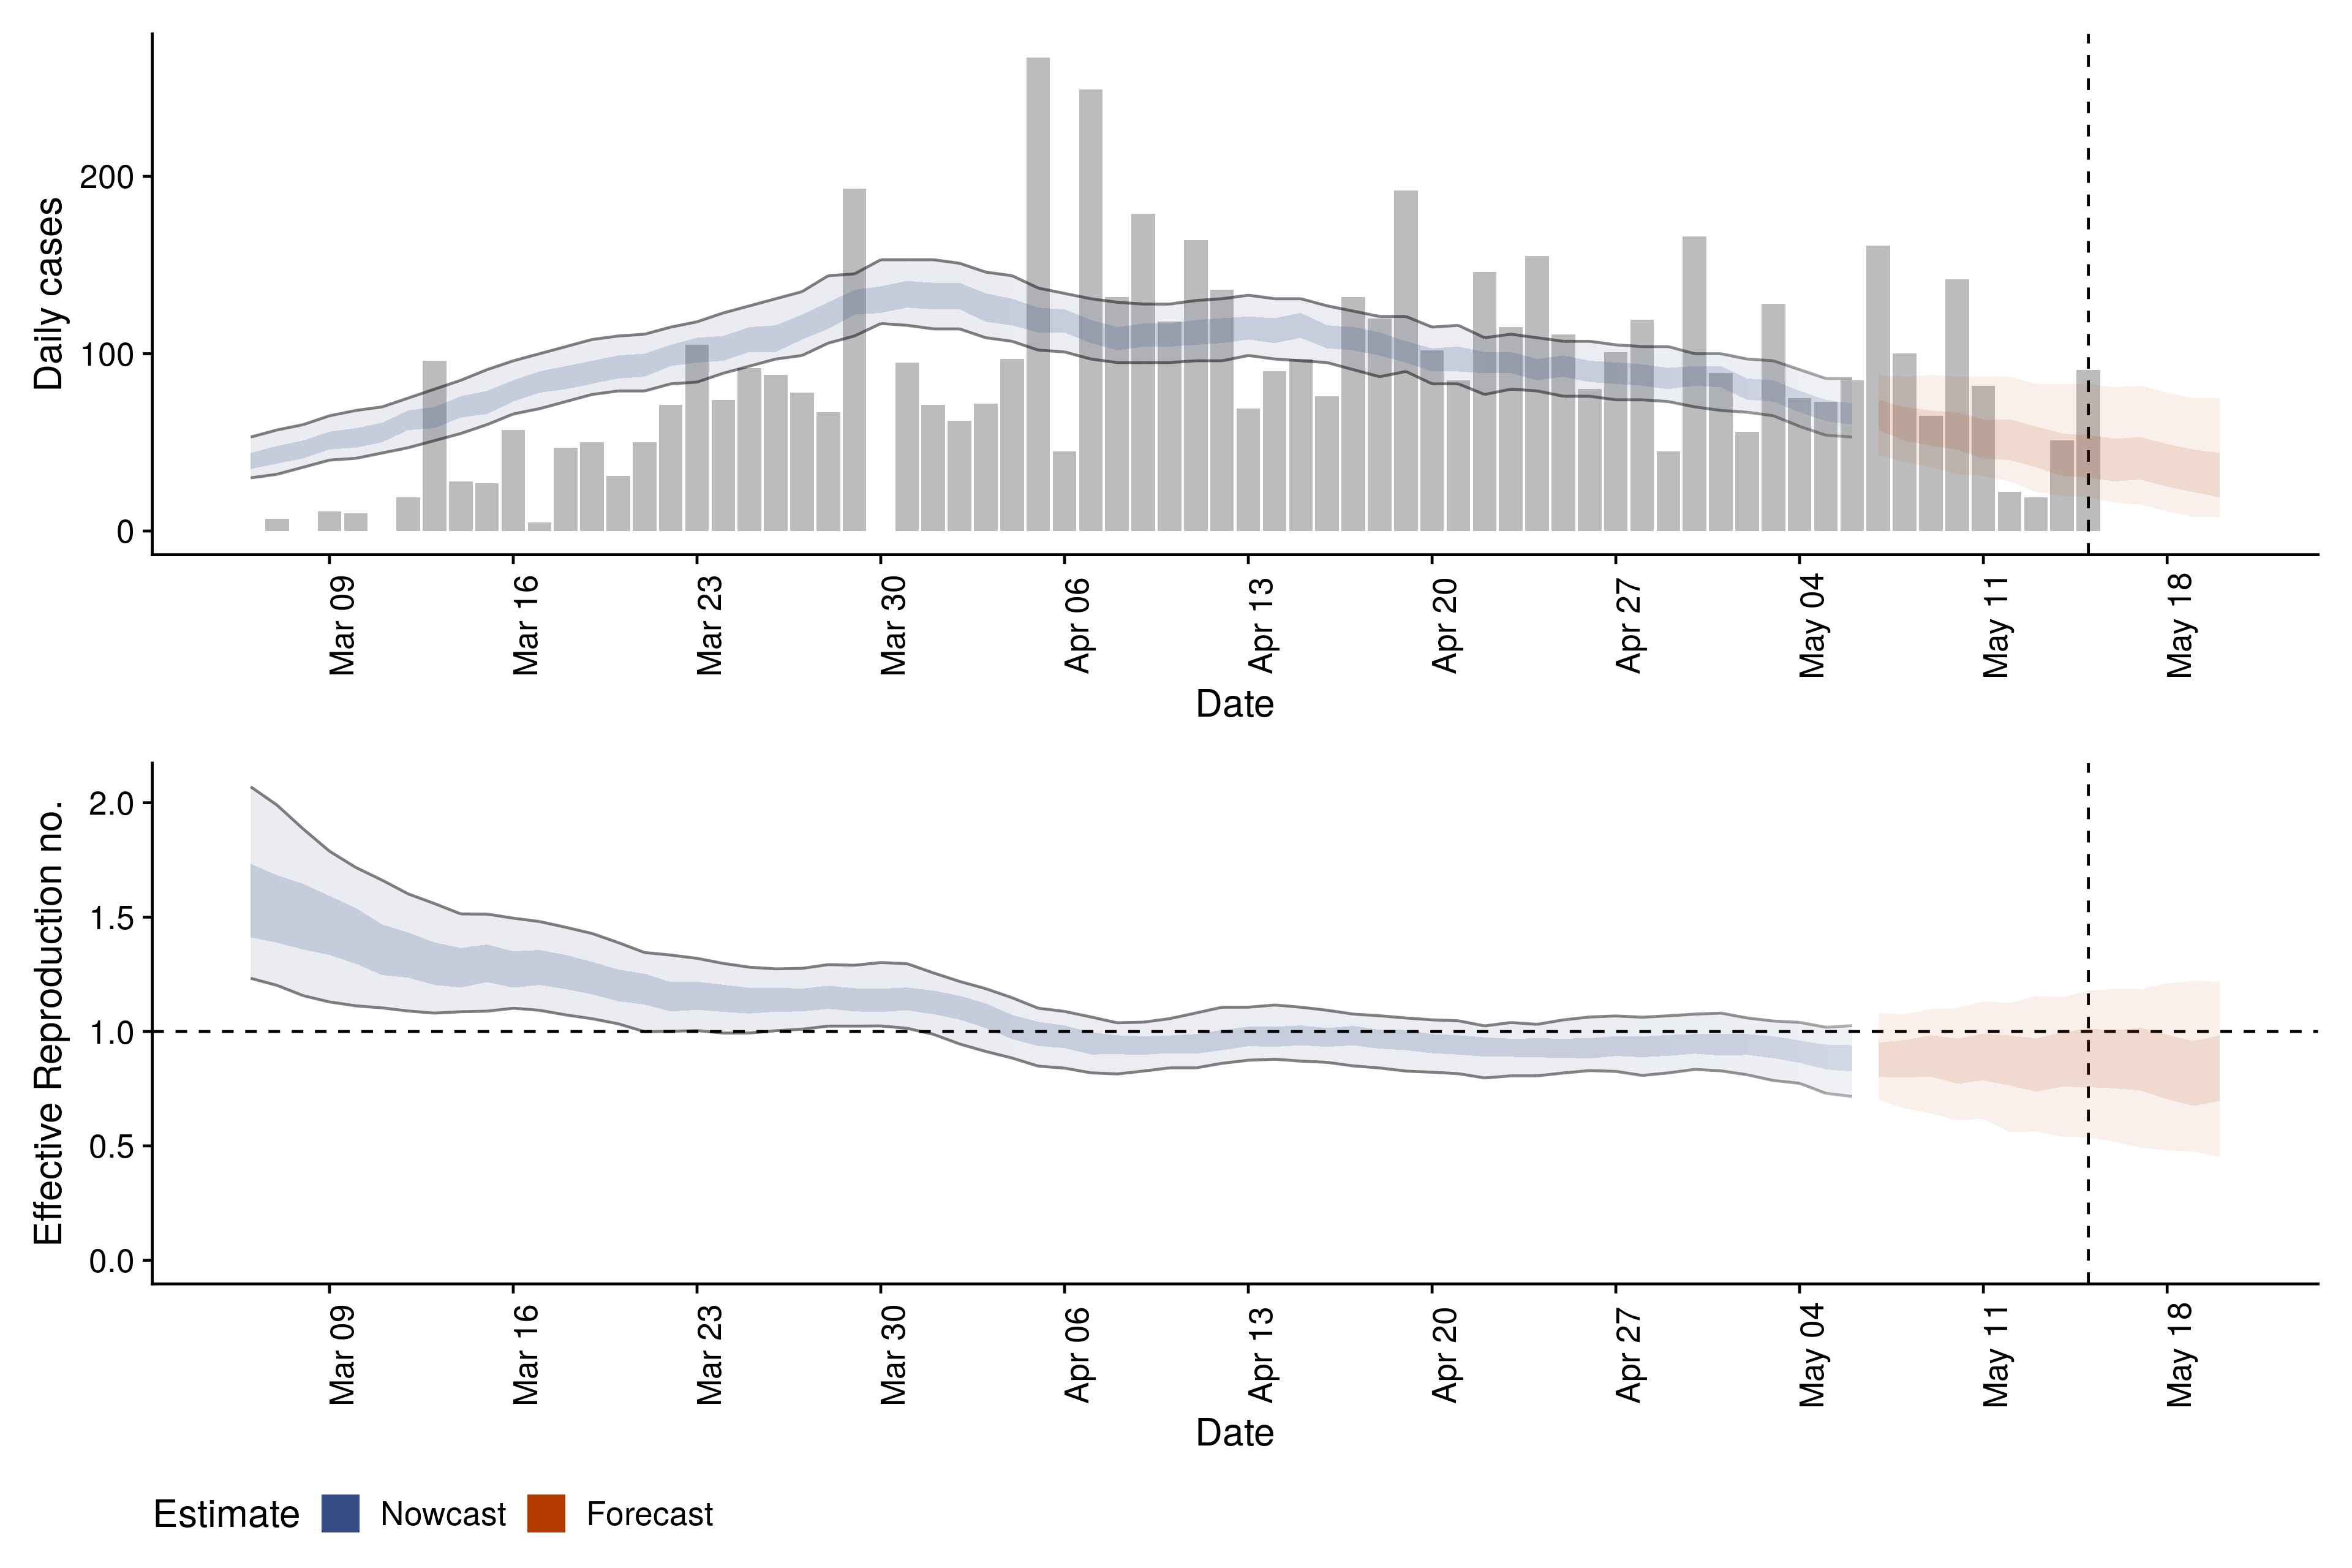 Daily cases
200
100
0
Mar 09
Mar 16
Mar 23
Mar 30
Apr 06
Apr 13
Apr 20
Apr 27
May 04
May 11
May 18
Date
Effective Reproduction no.
2.0
1.5
1.0
0.5
0.0
Mar 09
Mar 16
Mar 23
Mar 30
Apr 06
Apr 13
Apr 20
Apr 27
May 04
May 11
May 18
Date
Estimate Nowcast Forecast